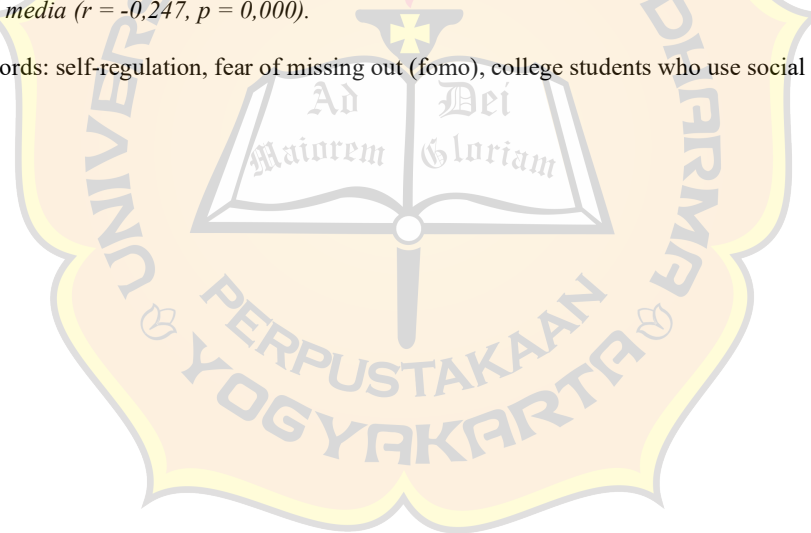 media (r = -0,247, p = 0,000).
ords: self-regulation, fear of missing out (fomo), college students who use social
Ad Dei
Maiorem Gloriam
PERPUSTAKAAN
YOGYAKARTA